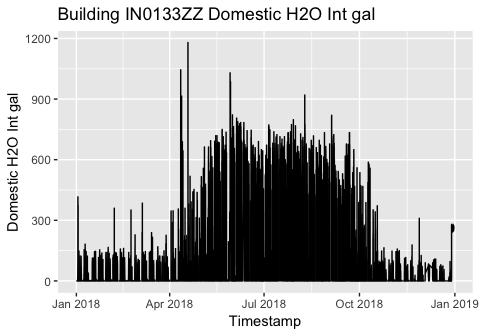 Building IN0133ZZ Domestic H2O Int gal
Domestic H2O Int gal
1200
900
600
300
0
Jan 2018
Apr 2018
Jul 2018
Oct 2018
Jan 2019
Timestamp